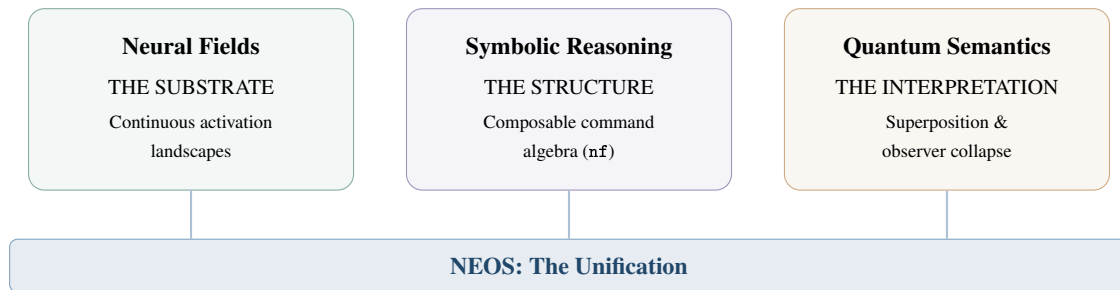 Neural Fields
THE SUBSTRATE
Continuous activation
landscapes
Symbolic Reasoning
THE STRUCTURE
Composable command
algebra (nf)
Quantum Semantics
THE INTERPRETATION
Superposition &
observer collapse
NEOS: The Unification